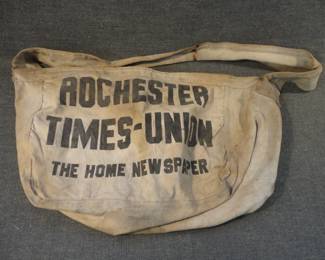 ROCHESTER
TIMES-UNION
THE HOME NEWSPAPER